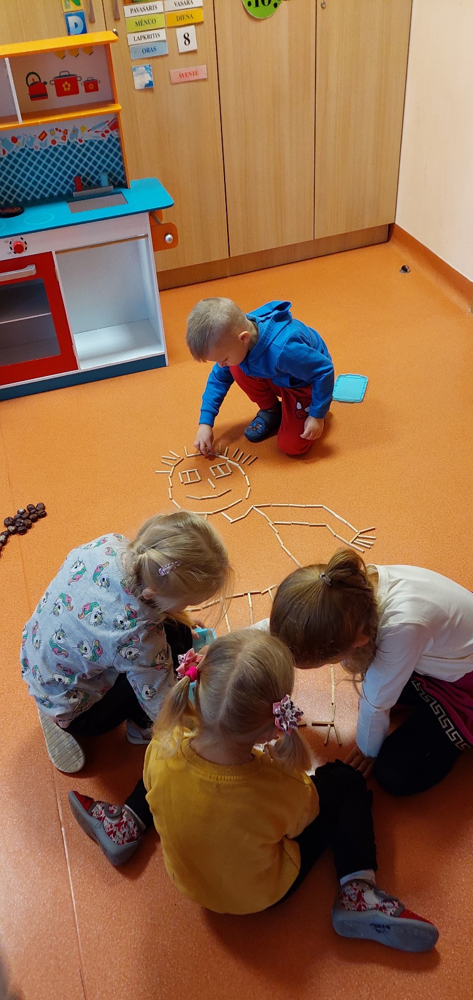 PAVASARIS
VASARA
MĖNUO
DIENA
LAPKRITIS
8
ORAS
ŠVENTĖ